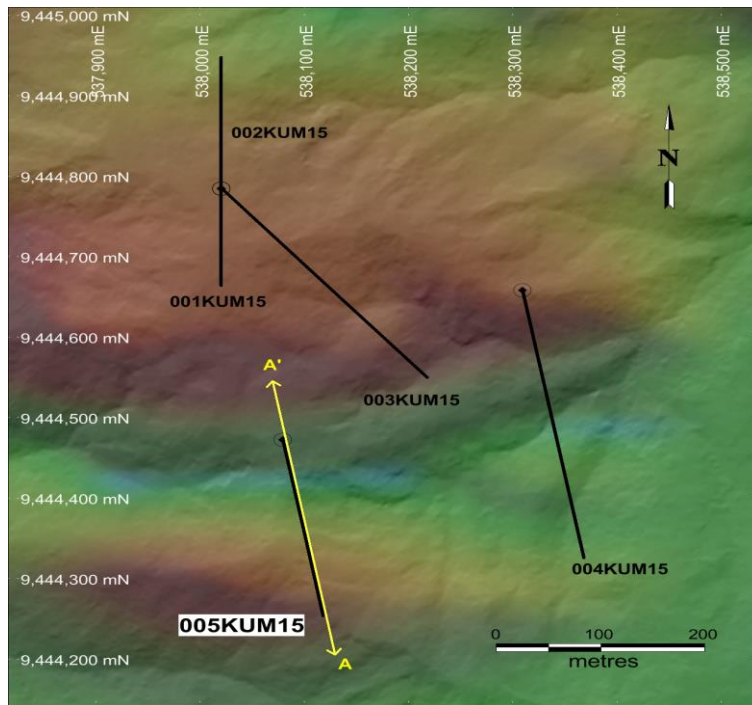 9,445,000 mN
537,900 mE
538,000 mE
538,100 mE
538,200 mE
538,300 mE
538,400 mE
538,500 mE
9,444,900 mN
002KUM15
N
9,444,800 mN
9,444,700 mN
001KUM15
9,444,600 mN
A'
003KUM15
9,444,500 mN
9,444,400 mN
004KUM15
9,444,300 mN
005KUM15
0 100 200
metres
9,444,200 mN
A